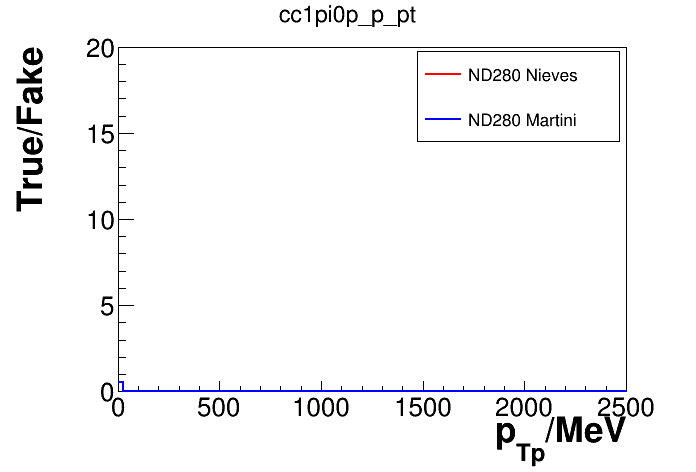 cc1pi0p_p_pt
True/Fake
20
15
10
5
0
ND280 Nieves
ND280 Martini
0 500 1000 1500 2000 2500
p_Tp/MeV